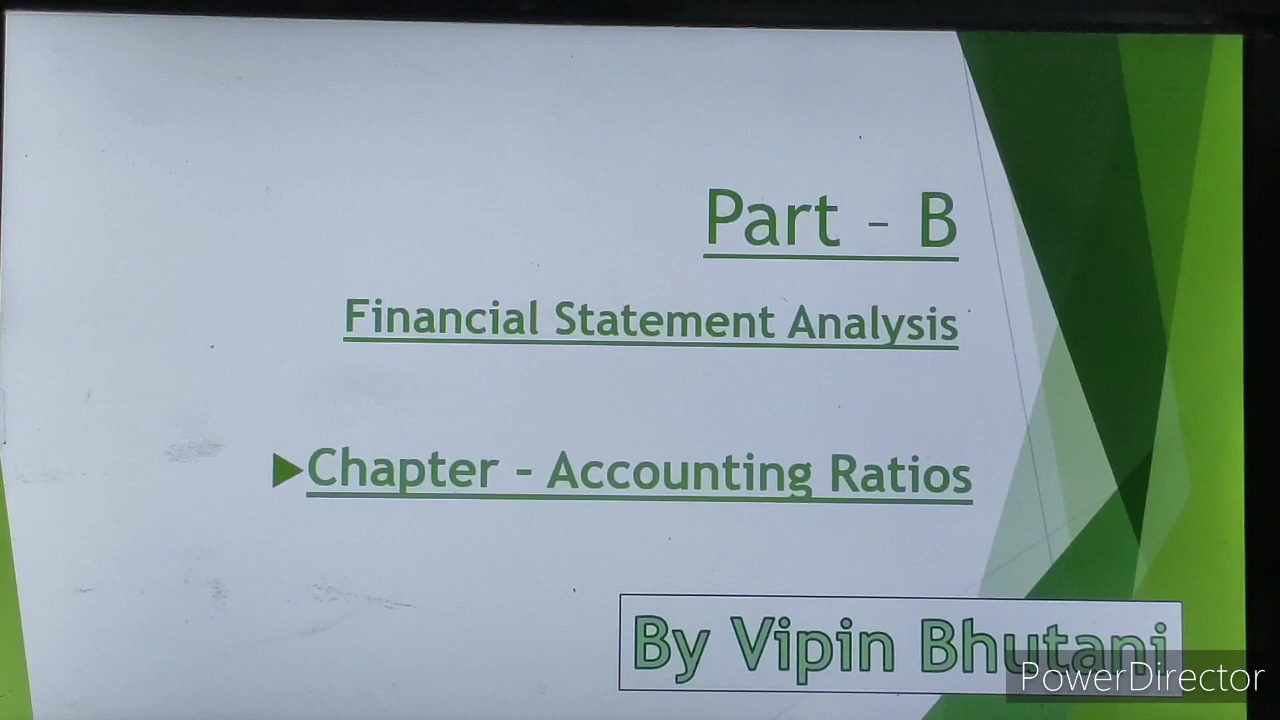 Part - B
Financial Statement Analysis
Chapter - Accounting Ratios
By Vipin Bhutani
PowerDirector